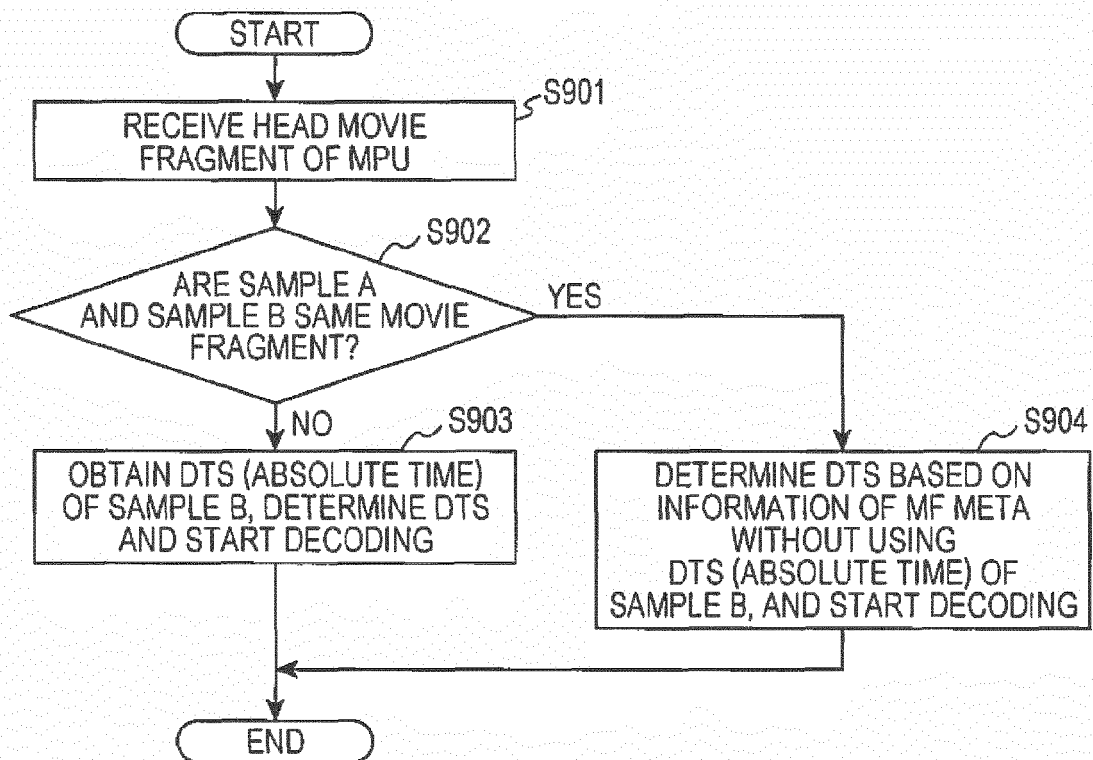 START
S901
RECEIVE HEAD MOVIE
FRAGMENT OF MPU
S902
ARE SAMPLE A
AND SAMPLE B SAME MOVIE
FRAGMENT?
YES
NO
S903
OBTAIN DTS (ABSOLUTE TIME)
OF SAMPLE B, DETERMINE DTS
AND START DECODING
S904
DETERMINE DTS BASED ON
INFORMATION OF MF META
WITHOUT USING
DTS (ABSOLUTE TIME) OF
SAMPLE B, AND START DECODING
END